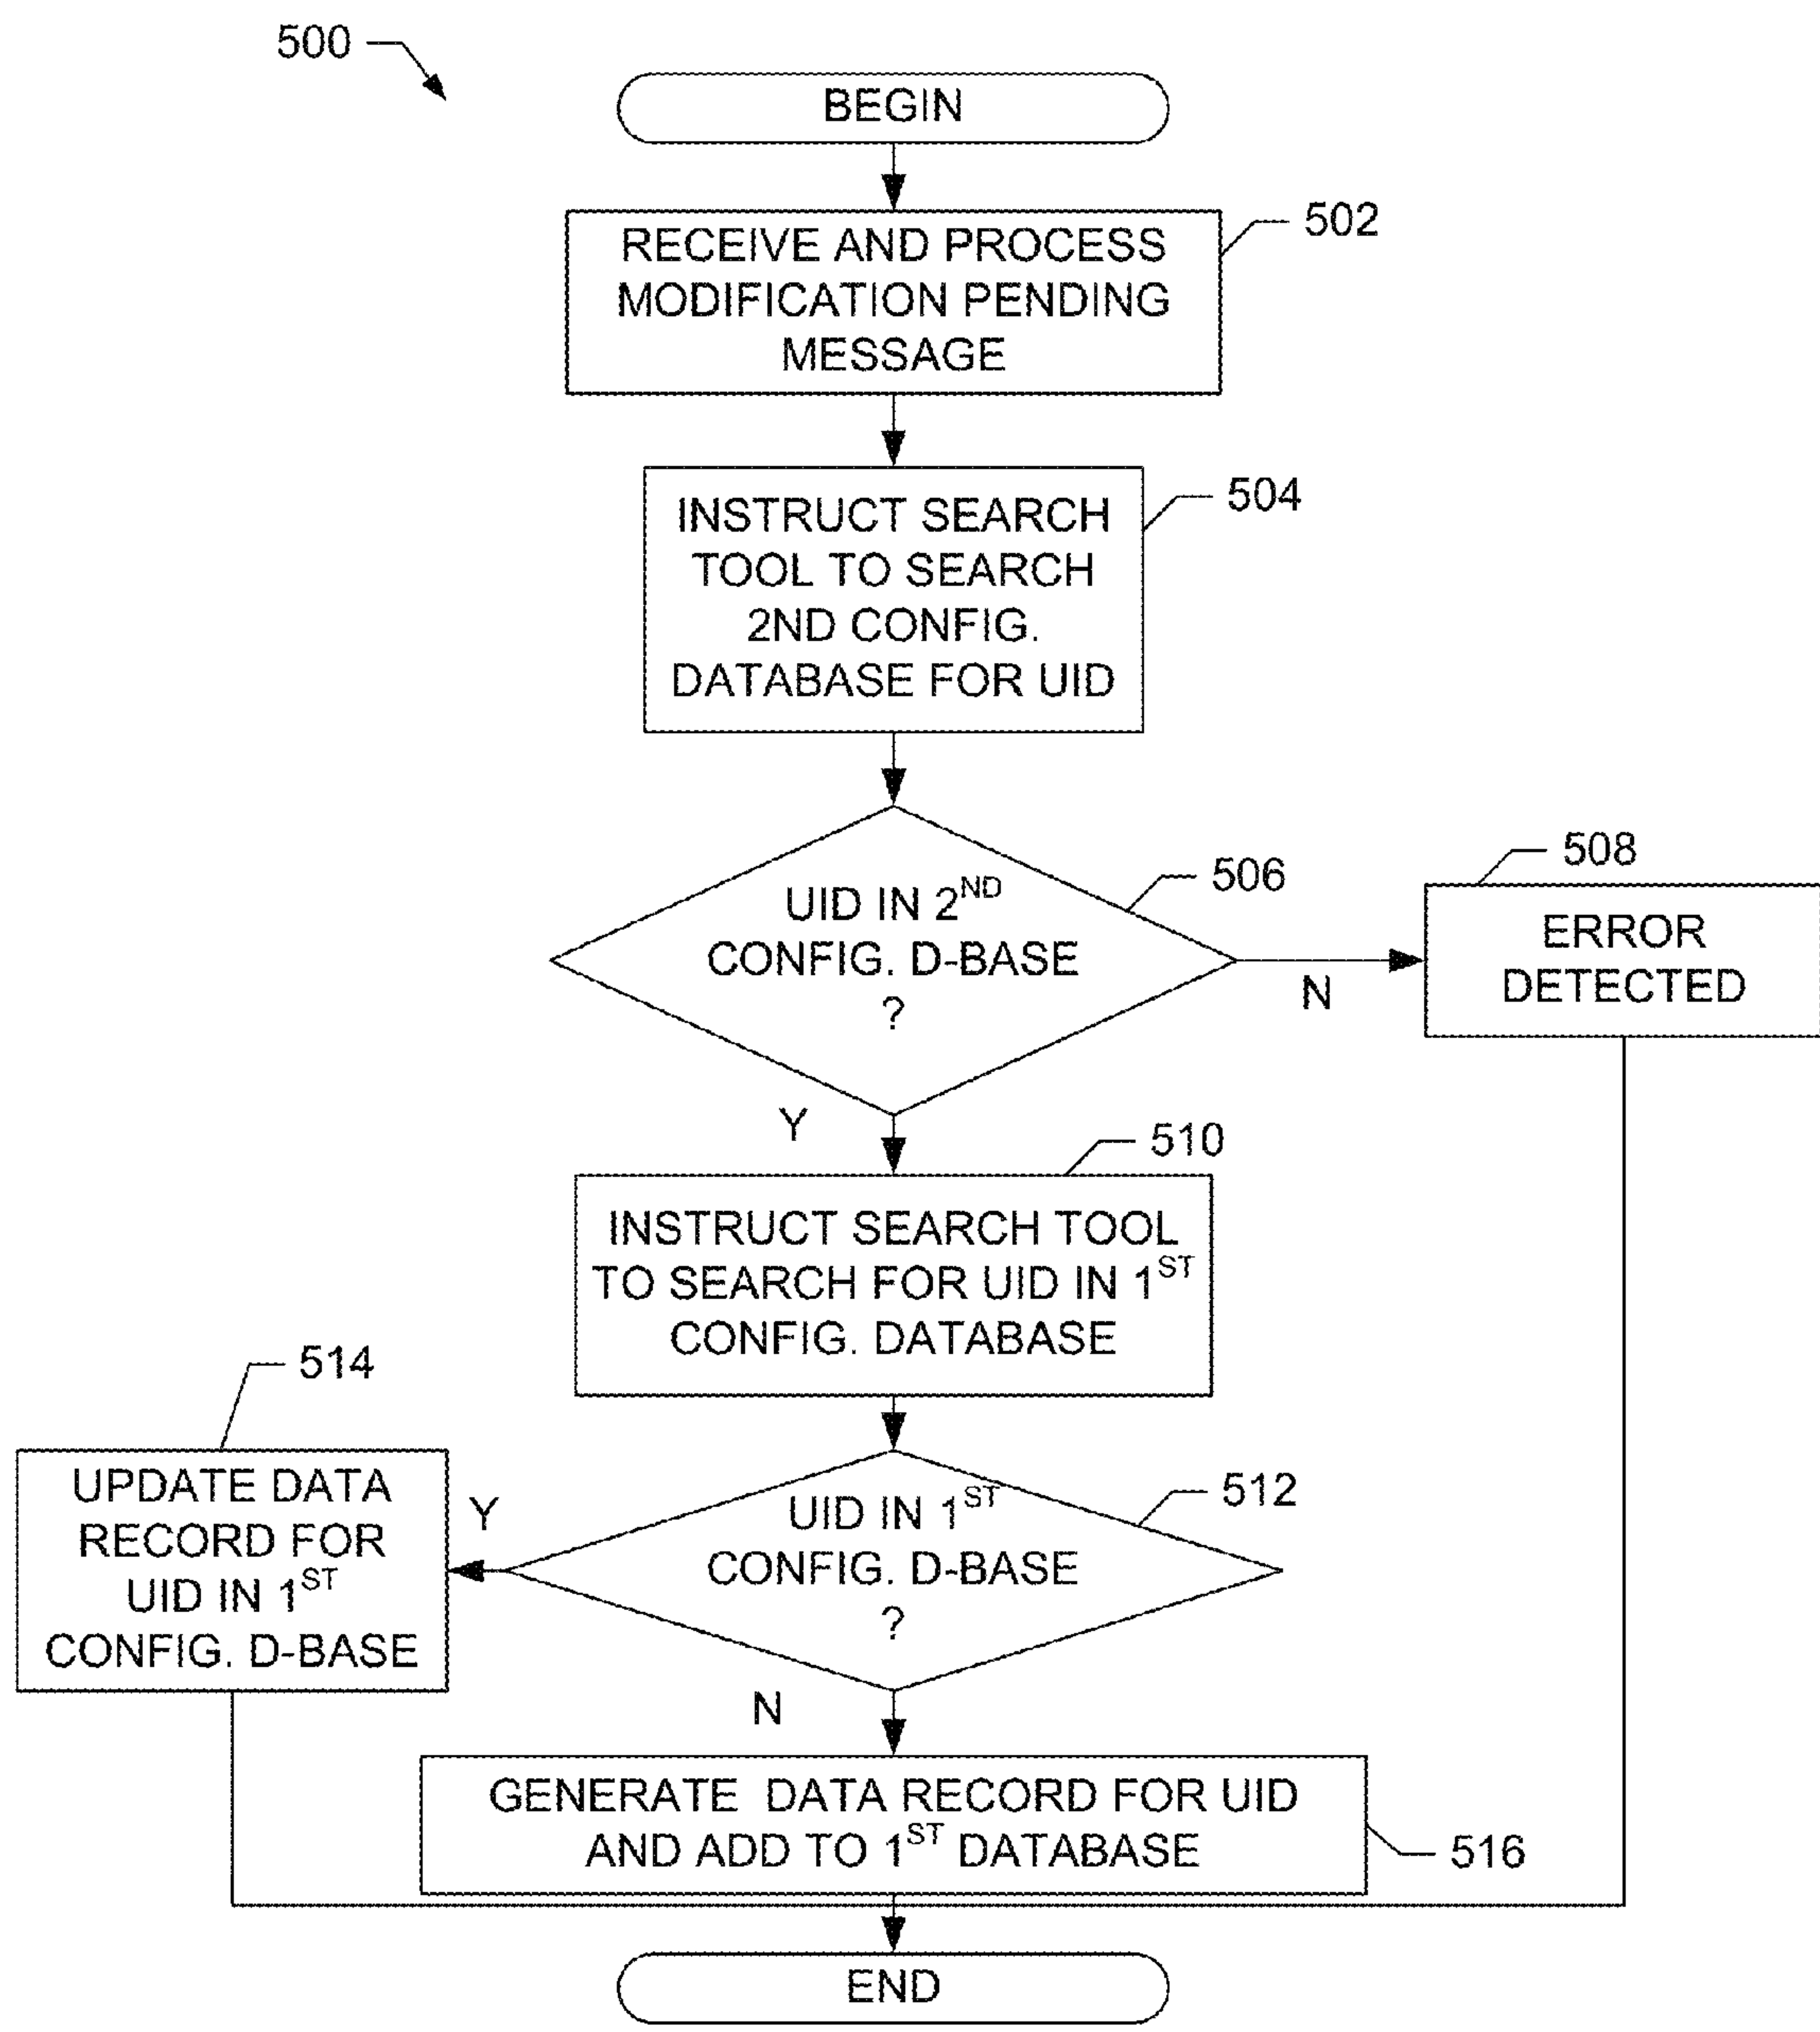 500
BEGIN
RECEIVE AND PROCESS
MODIFICATION PENDING
MESSAGE
502
INSTRUCT SEARCH
TOOL TO SEARCH
2ND CONFIG.
DATABASE FOR UID
504
UID IN 2ND
CONFIG. D-BASE
?
506
N
Y
508
ERROR
DETECTED
510
INSTRUCT SEARCH TOOL
TO SEARCH FOR UID IN 1ST
CONFIG. DATABASE
UID IN 1ST
CONFIG. D-BASE
?
512
Y
N
514
UPDATE DATA
RECORD FOR
UID IN 1ST
CONFIG. D-BASE
GENERATE DATA RECORD FOR UID
AND ADD TO 1ST DATABASE
516
END